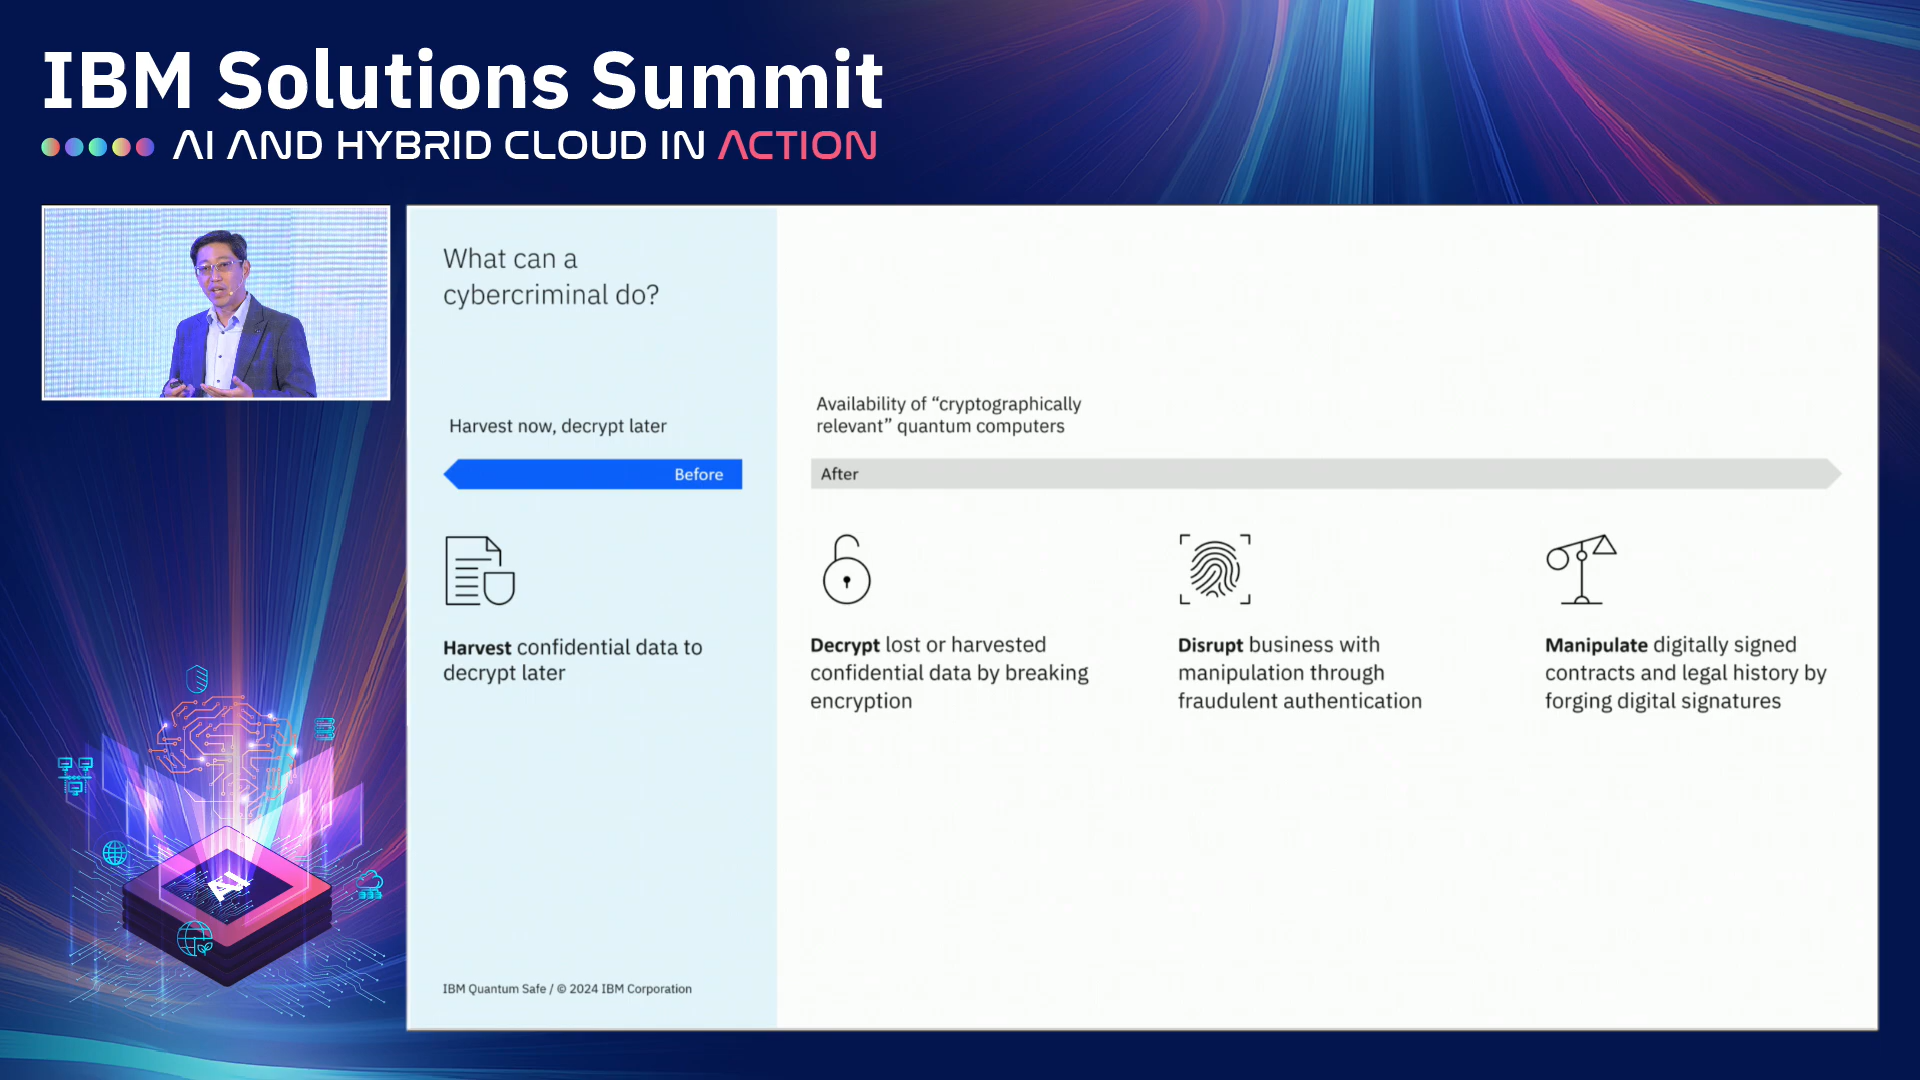 IBM Solutions Summit
AI AND HYBRID CLOUD IN ACTION
What can a
cybercriminal do?
Harvest now, decrypt later
Before
Harvest confidential data to
decrypt later
Availability of “cryptographically
relevant” quantum computers
After
Decrypt lost or harvested
confidential data by breaking
encryption
Disrupt business with
manipulation through
fraudulent authentication
Manipulate digitally signed
contracts and legal history by
forging digital signatures
IBM Quantum Safe / © 2024 IBM Corporation
AI